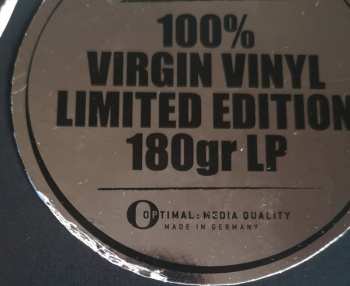 100%
VIRGIN VINYL
LIMITED EDITION
180gr LP
OPTIMAL: MEDIA QUALITY
MADE IN GERMANY